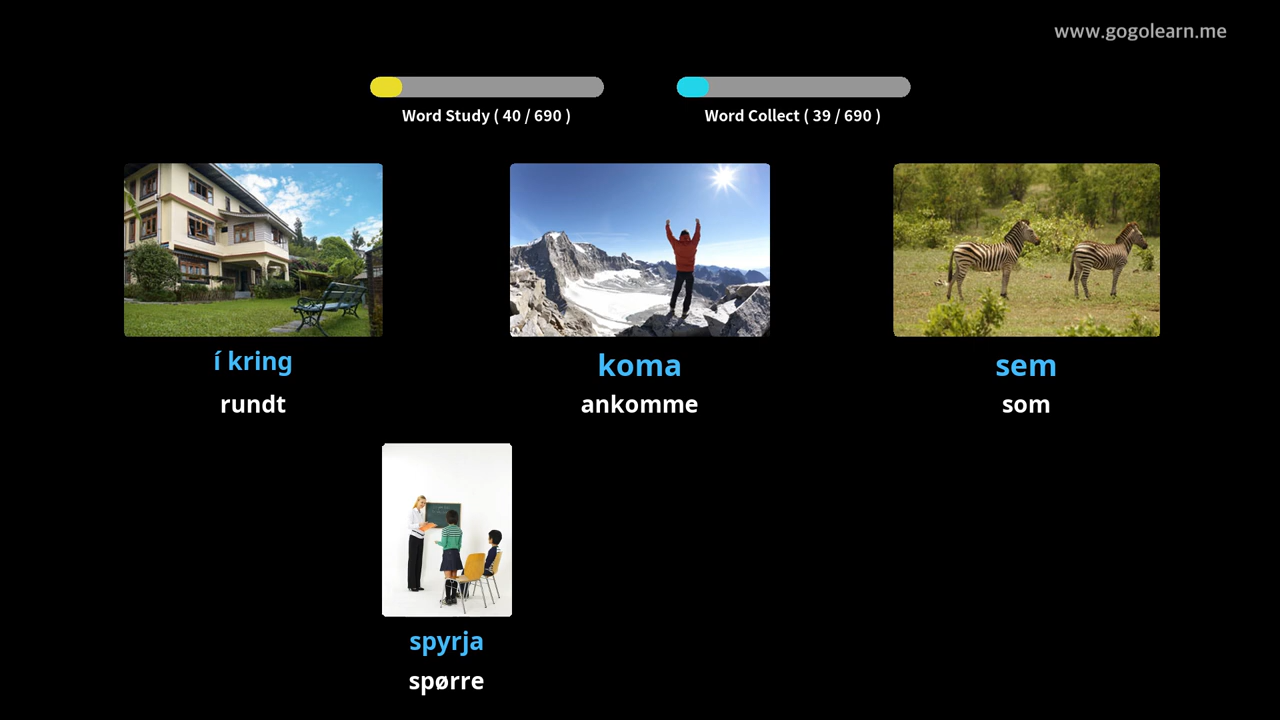 www.gogolearn.me
Word Study ( 40 / 690 )
Word Collect ( 39 / 690 )
í kring
rundt
koma
ankomme
sem
som
spyrja
spørre